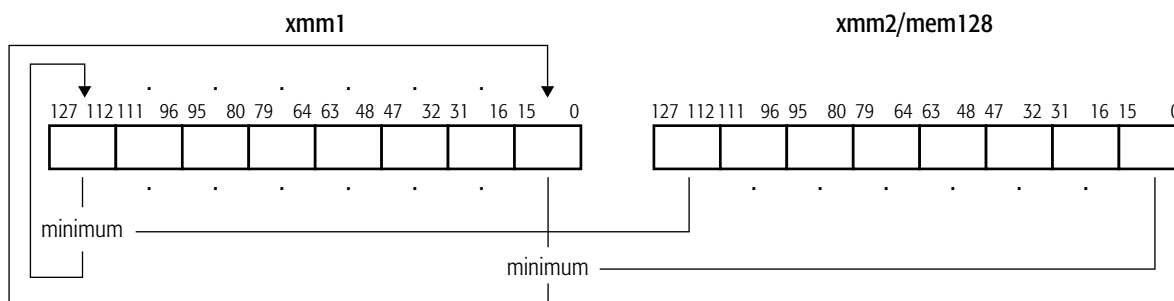 xmm1 xmm2/mem128
127 112 111 96 95 80 79 64 63 48 47 32 31 16 15 0 127 112 111 96 95 80 79 64 63 48 47 32 31 16 15 0
minimum
minimum